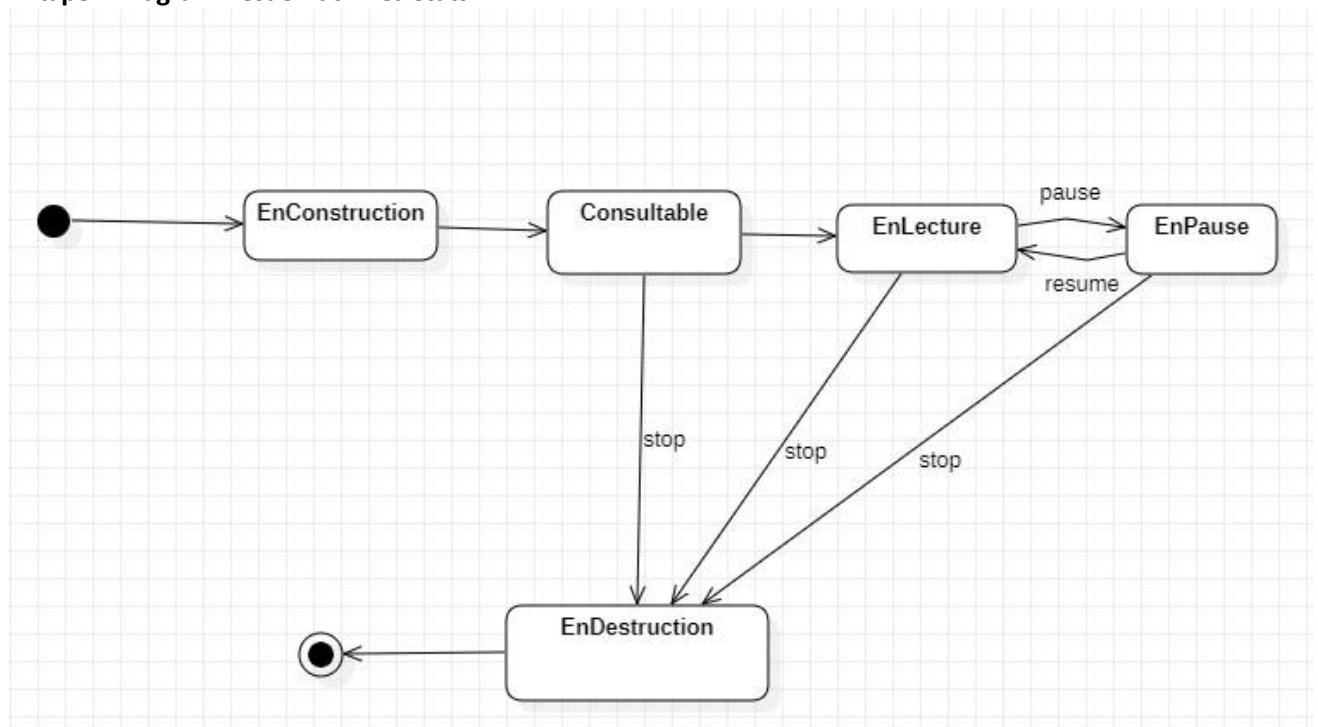 EnConstruction
Consultable
EnLecture
pause
EnPause
resume
stop
stop
stop
EnDestruction